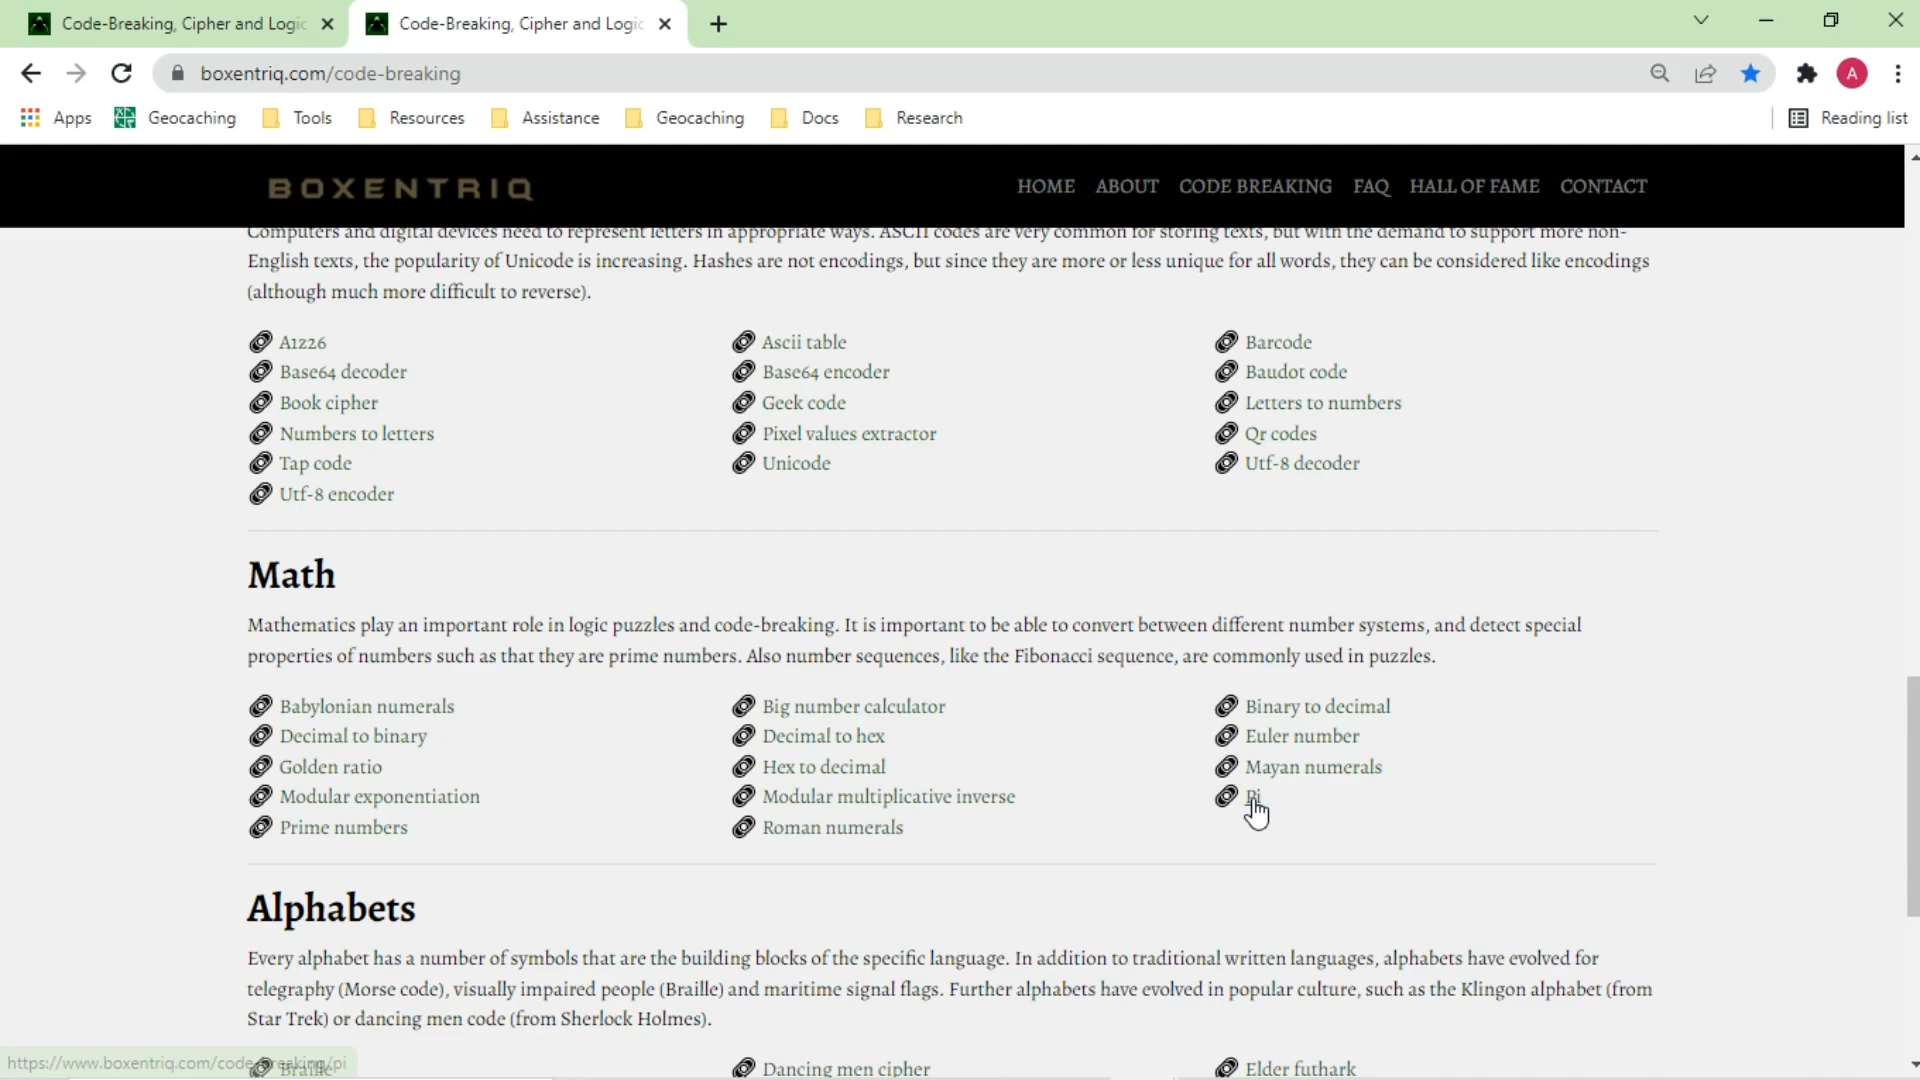 Code-Breaking, Cipher and Logic
Code-Breaking, Cipher and Logic
boxentriq.com/code-breaking
A
Apps Geocaching Tools Resources Assistance Geocaching Docs Research Reading list
BOXENTRIQ HOME ABOUT CODE BREAKING FAQ HALL OF FAME CONTACT
Computers and digital devices need to represent letters in appropriate ways. ASCII codes are very common for storing texts, but with the demand to support more non-
English texts, the popularity of Unicode is increasing. Hashes are not encodings, but since they are more or less unique for all words, they can be considered like encodings
(although much more difficult to reverse).
A1z26 Ascii table Barcode
Base64 decoder Base64 encoder Baudot code
Book cipher Geek code Letters to numbers
Numbers to letters Pixel values extractor Qr codes
Tap code Unicode Utf-8 decoder
Utf-8 encoder
Math
Mathematics play an important role in logic puzzles and code-breaking. It is important to be able to convert between different number systems, and detect special
properties of numbers such as that they are prime numbers. Also number sequences, like the Fibonacci sequence, are commonly used in puzzles.
Babylonian numerals Big number calculator Binary to decimal
Decimal to binary Decimal to hex Euler number
Golden ratio Hex to decimal Mayan numerals
Modular exponentiation Modular multiplicative inverse Pi
Prime numbers Roman numerals
Alphabets
Every alphabet has a number of symbols that are the building blocks of the specific language. In addition to traditional written languages, alphabets have evolved for
telegraphy (Morse code), visually impaired people (Braille) and maritime signal flags. Further alphabets have evolved in popular culture, such as the Klingon alphabet (from
Star Trek) or dancing men code (from Sherlock Holmes).
Braille Dancing men cipher Elder futhark
https://www.boxentriq.com/code-breaking/pi